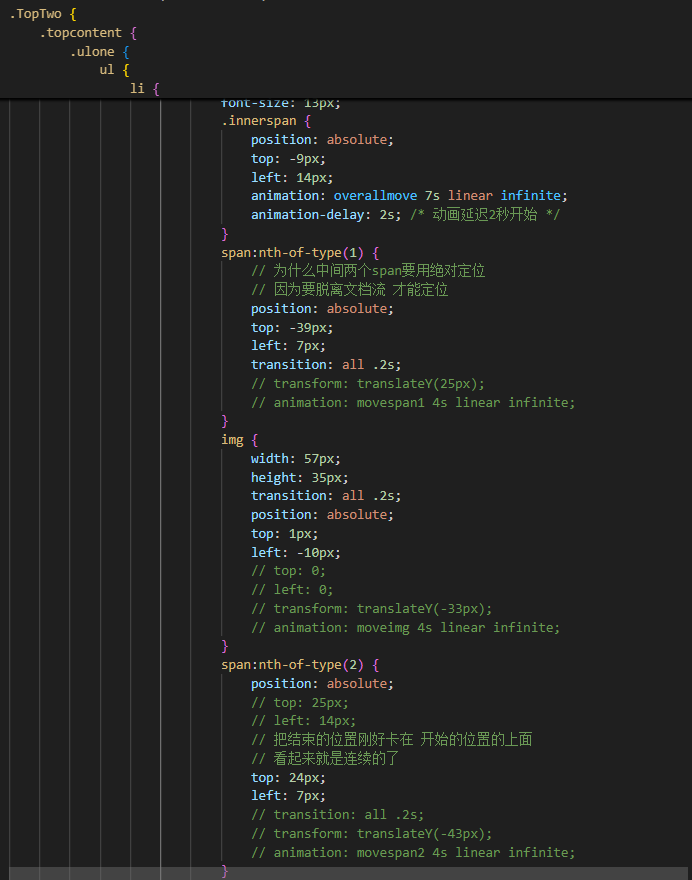 .TopTwo {
.topcontent {
.ulone {
ul {
li {
font-size: 13px;
.innerspan {
position: absolute;
top: -9px;
left: 14px;
animation: overallmove 7s linear infinite;
animation-delay: 2s; /* 动画延迟2秒开始 */
}
span:nth-of-type(1) {
// 为什么中间两个span要用绝对定位
// 因为要脱离文档流 才能定位
position: absolute;
top: -39px;
left: 7px;
transition: all .2s;
// transform: translateY(25px);
// animation: movespan1 4s linear infinite;
}
img {
width: 57px;
height: 35px;
transition: all .2s;
position: absolute;
top: 1px;
left: -10px;
// top: 0;
// left: 0;
// transform: translateY(-33px);
// animation: moveimg 4s linear infinite;
}
span:nth-of-type(2) {
position: absolute;
// top: 25px;
// left: 14px;
// 把结束的位置刚好卡在 开始的位置的上面
// 看起来就是连续的了
top: 24px;
left: 7px;
// transition: all .2s;
// transform: translateY(-43px);
// animation: movespan2 4s linear infinite;
}